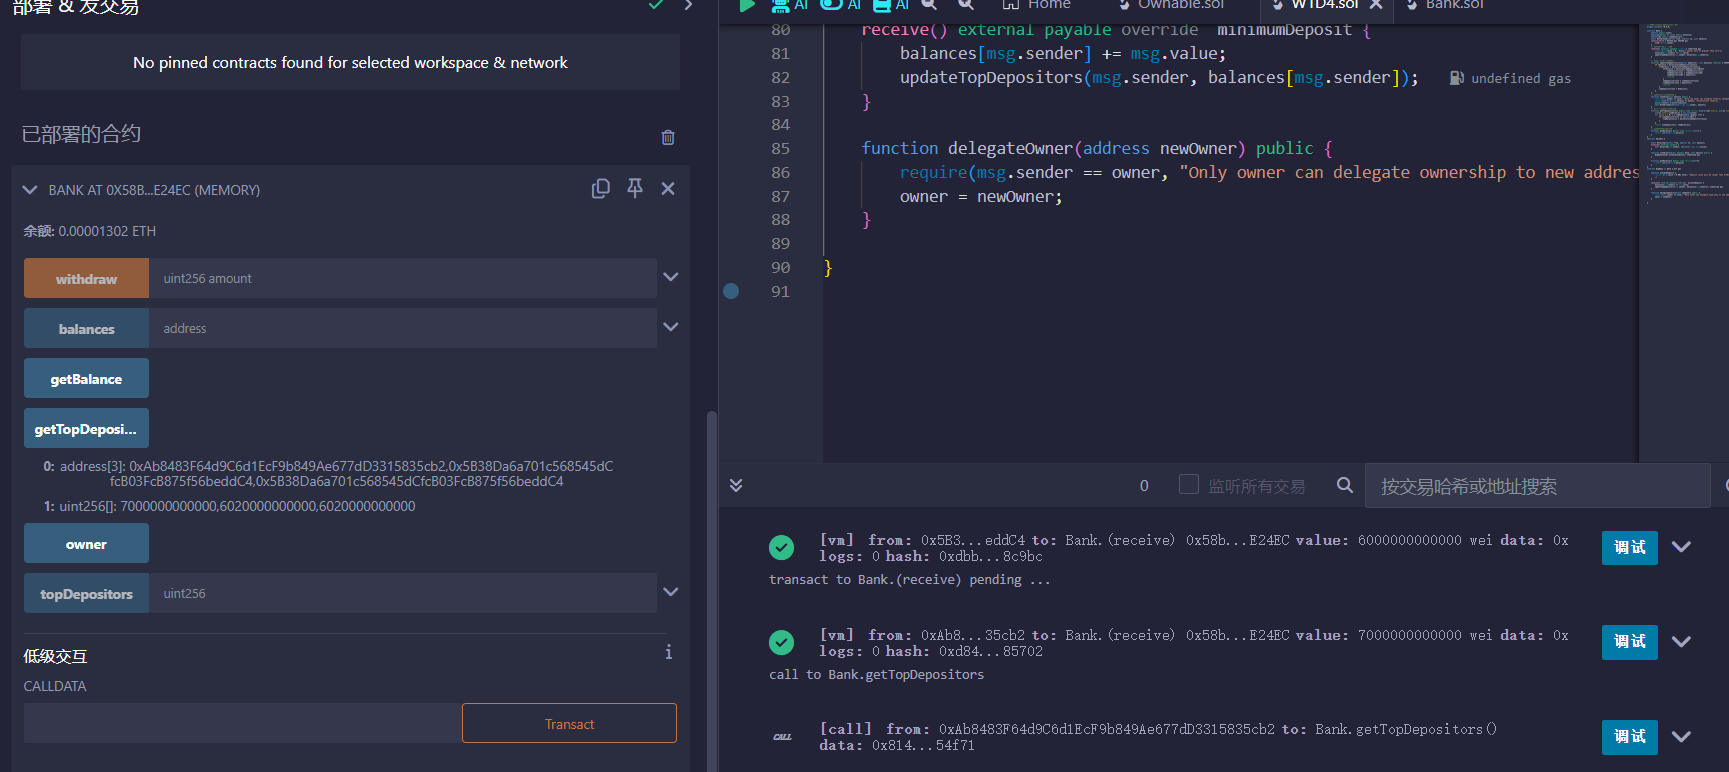 部署 & 发交易
No pinned contracts found for selected workspace & network
已部署的合约
BANK AT 0X58B...E24EC (MEMORY)
余额: 0.00001302 ETH
withdraw
uint256 amount
balances
address
getBalance
getTopDeposi...
0: address[3]: 0xAb8483F64d9C6d1EcF9b849Ae677dD3315835cb2,0x5B38Da6a701c568545dC
fcB03FcB875f56beddC4,0x5B38Da6a701c568545dCfcB03FcB875f56beddC4
1: uint256[]: 7000000000000,6020000000000,6020000000000
owner
topDepositors
uint256
低级交互
i
CALLDATA
Transact
AI AI AI Home Ownable.sol WTD4.sol Bank.sol
80 receive() external payable override minimumDeposit {
81 balances[msg.sender] += msg.value;
82 updateTopDepositors(msg.sender, balances[msg.sender]); undefined gas
83 }
84
85 function delegateOwner(address newOwner) public {
86 require(msg.sender == owner, "Only owner can delegate ownership to new addres
87 owner = newOwner;
88 }
89
90 }
91
0 监听所有交易 按交易哈希或地址搜索
[vm] from: 0x5B3...eddC4 to: Bank.(receive) 0x58b...E24EC value: 6000000000000 wei data: 0x
logs: 0 hash: 0xdbb...8c9bc
调试
transact to Bank.(receive) pending ...
[vm] from: 0xAb8...35cb2 to: Bank.(receive) 0x58b...E24EC value: 7000000000000 wei data: 0x
logs: 0 hash: 0xd84...85702
调试
call to Bank.getTopDepositors
CALL [call] from: 0xAb8483F64d9C6d1EcF9b849Ae677dD3315835cb2 to: Bank.getTopDepositors()
data: 0x814...54f71
调试